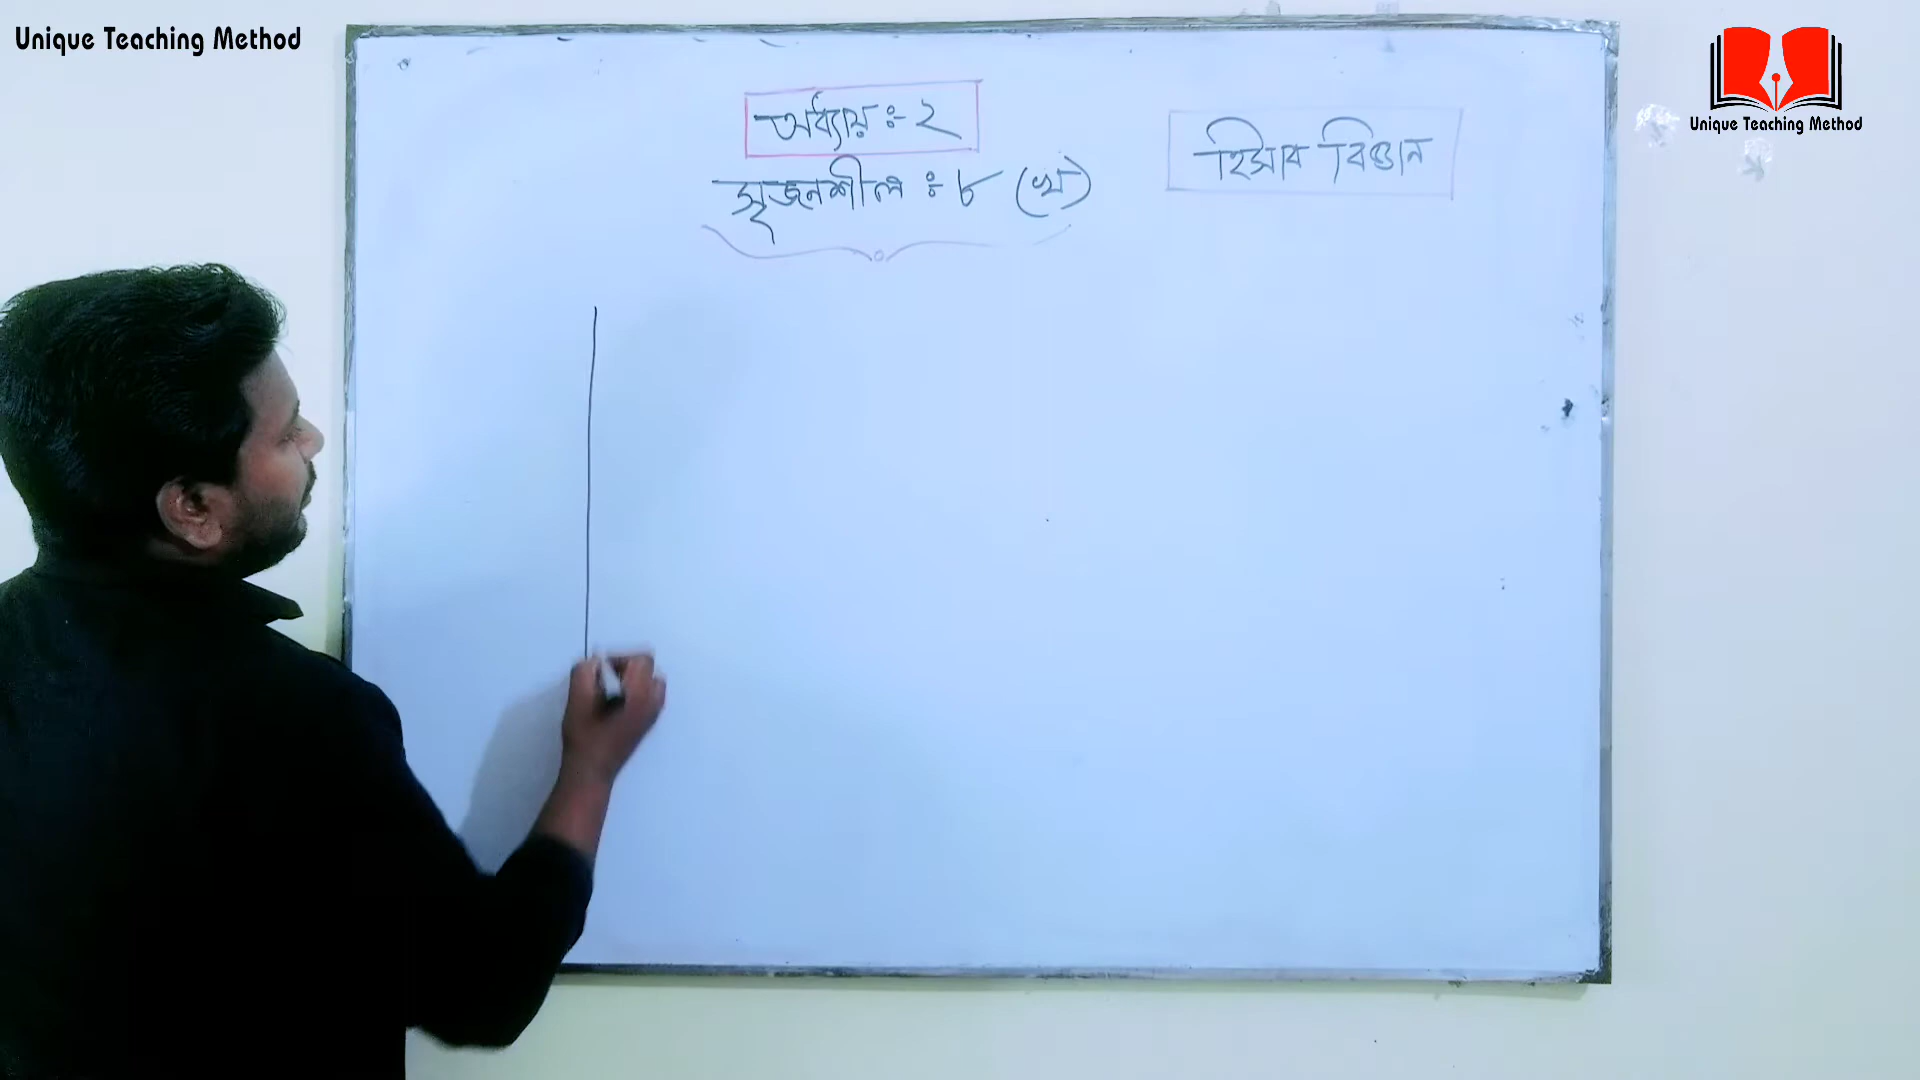 Unique Teaching Method
অধ্যায় ঃ- ২
সৃজনশীল ঃ ৮ (খ)
হিসাব বিজ্ঞান
Unique Teaching Method